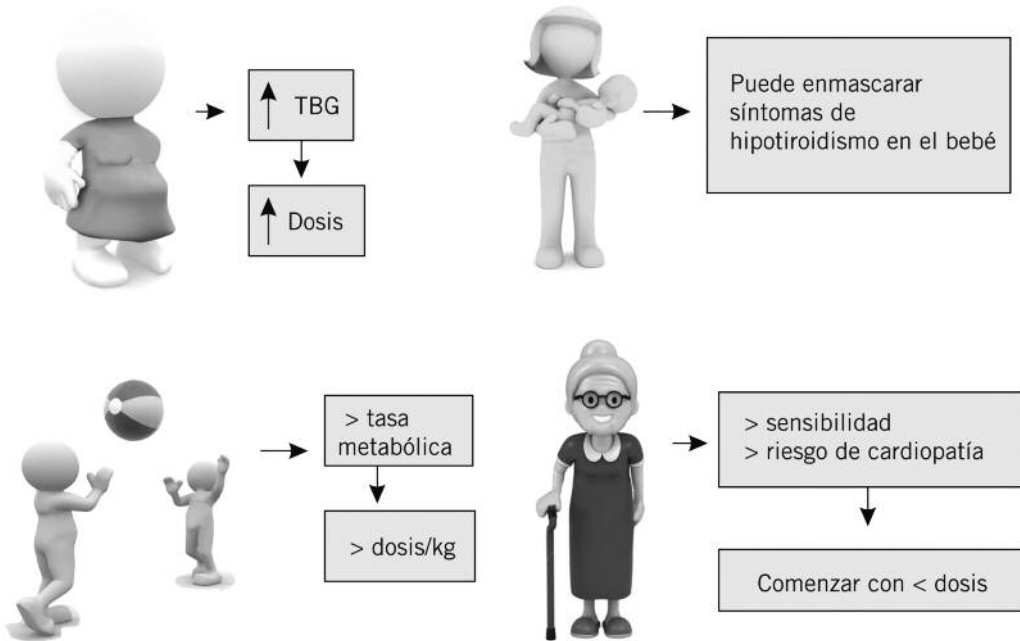 ↑ TBG
↑ Dosis
Puede enmascarar
síntomas de
hipotiroidismo en el bebé
> tasa
metabólica
> dosis/kg
> sensibilidad
> riesgo de cardiopatía
Comenzar con < dosis